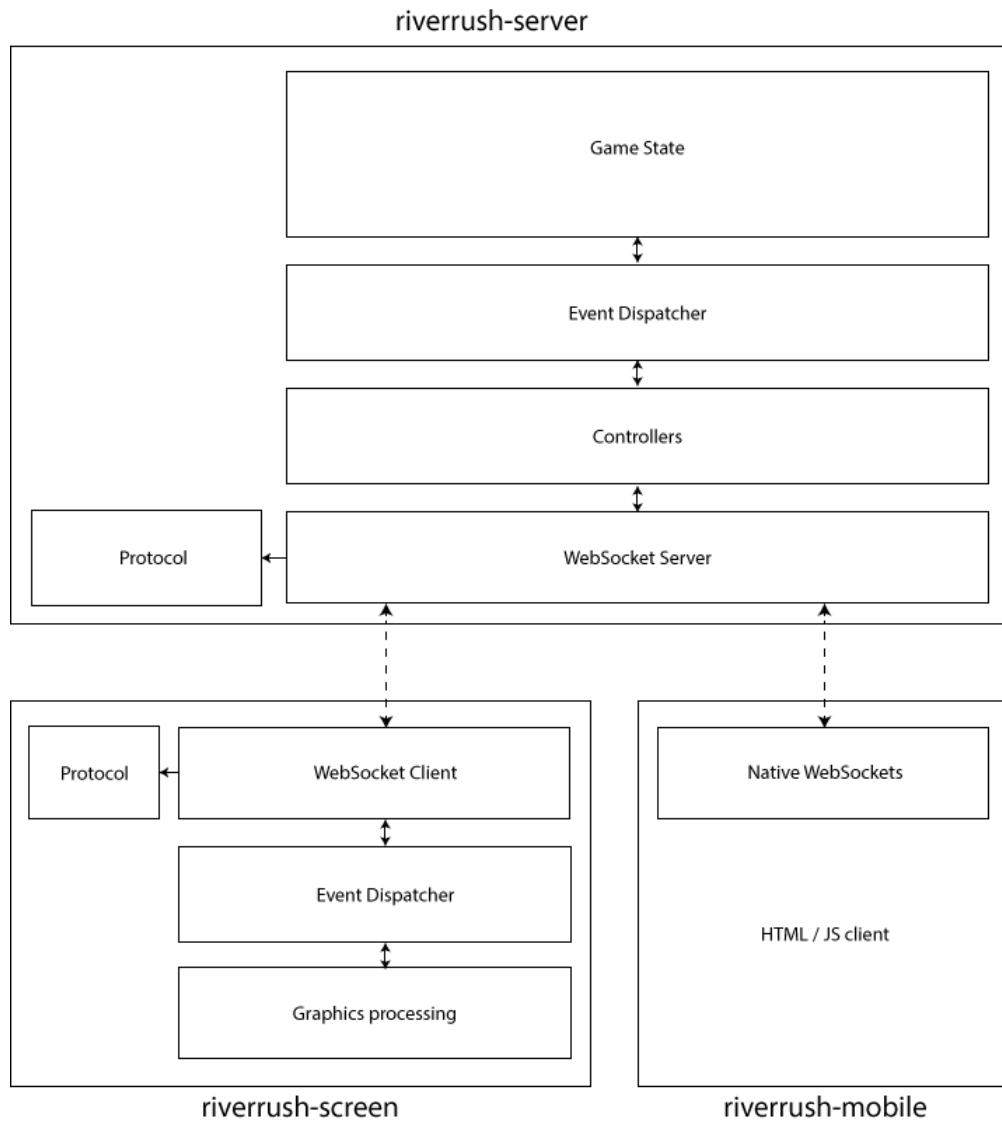 riverrush-server
Game State
Event Dispatcher
Controllers
Protocol
WebSocket Server
Protocol
WebSocket Client
Event Dispatcher
Graphics processing
riverrush-screen
Native WebSockets
HTML / JS client
riverrush-mobile